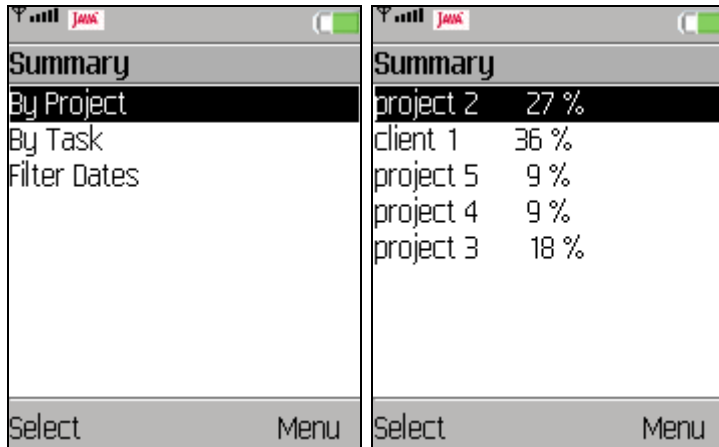 JAVA
Summary
By Project
By Task
Filter Dates
Select Menu
JAVA
Summary
project 2 27 %
client 1 36 %
project 5 9 %
project 4 9 %
project 3 18 %
Select Menu